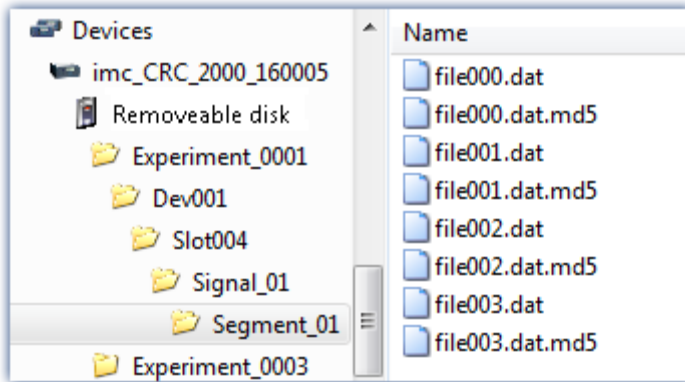 Devices
imc_CRC_2000_160005
Removeable disk
Experiment_0001
Dev001
Slot004
Signal_01
Segment_01
Experiment_0003
Name
file000.dat
file000.dat.md5
file001.dat
file001.dat.md5
file002.dat
file002.dat.md5
file003.dat
file003.dat.md5